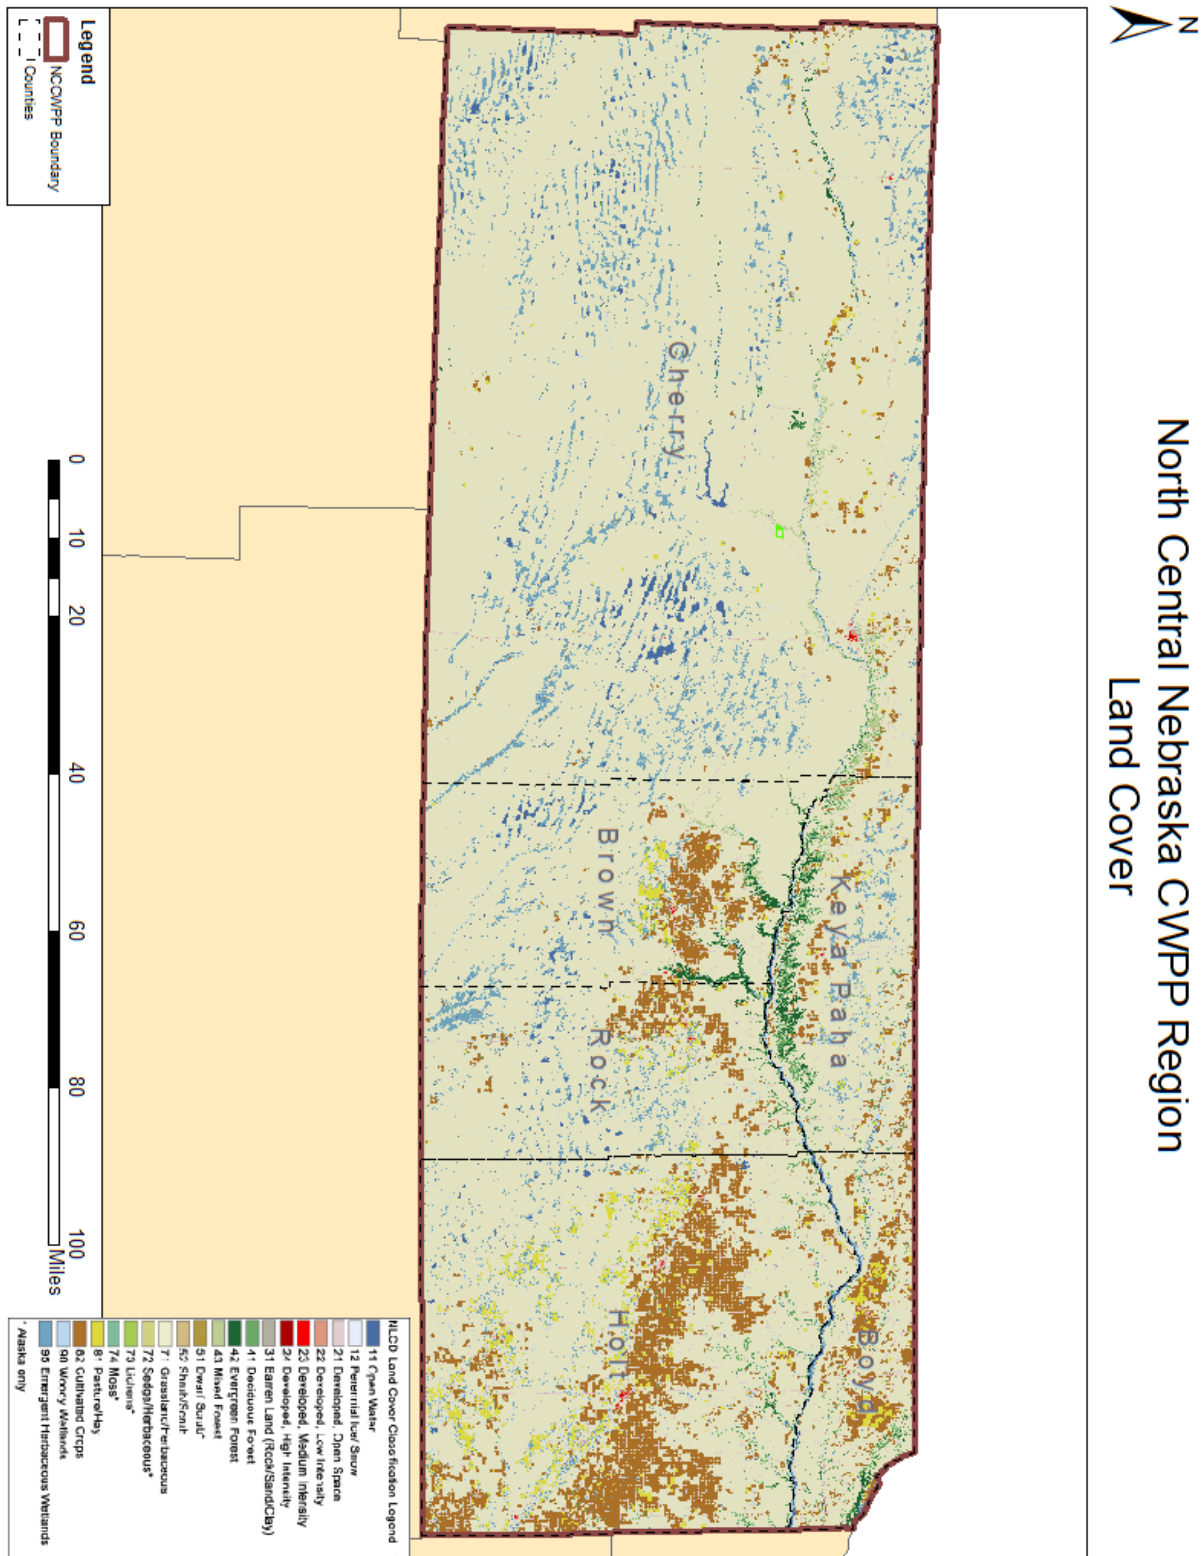 North Central Nebraska CWPP Region
Land Cover
N
Cherry
Keya Paha
Boyd
Brown
Rock
Holt
Legend
NCCWPP Boundary
Counties
0 10 20 40 60 80 100
Miles
NLCD Land Cover Classification Legend
11 Open Water
12 Perennial Ice/ Snow
21 Developed, Open Space
22 Developed, Low Intensity
23 Developed, Medium Intensity
24 Developed, High Intensity
31 Barren Land (Rock/Sand/Clay)
41 Deciduous Forest
42 Evergreen Forest
43 Mixed Forest
51 Dwarf Scrub*
52 Shrub/Scrub
71 Grassland/Herbaceous
72 Sedge/Herbaceous*
73 Lichens*
74 Moss*
81 Pasture/Hay
82 Cultivated Crops
90 Woody Wetlands
95 Emergent Herbaceous Wetlands
* Alaska only